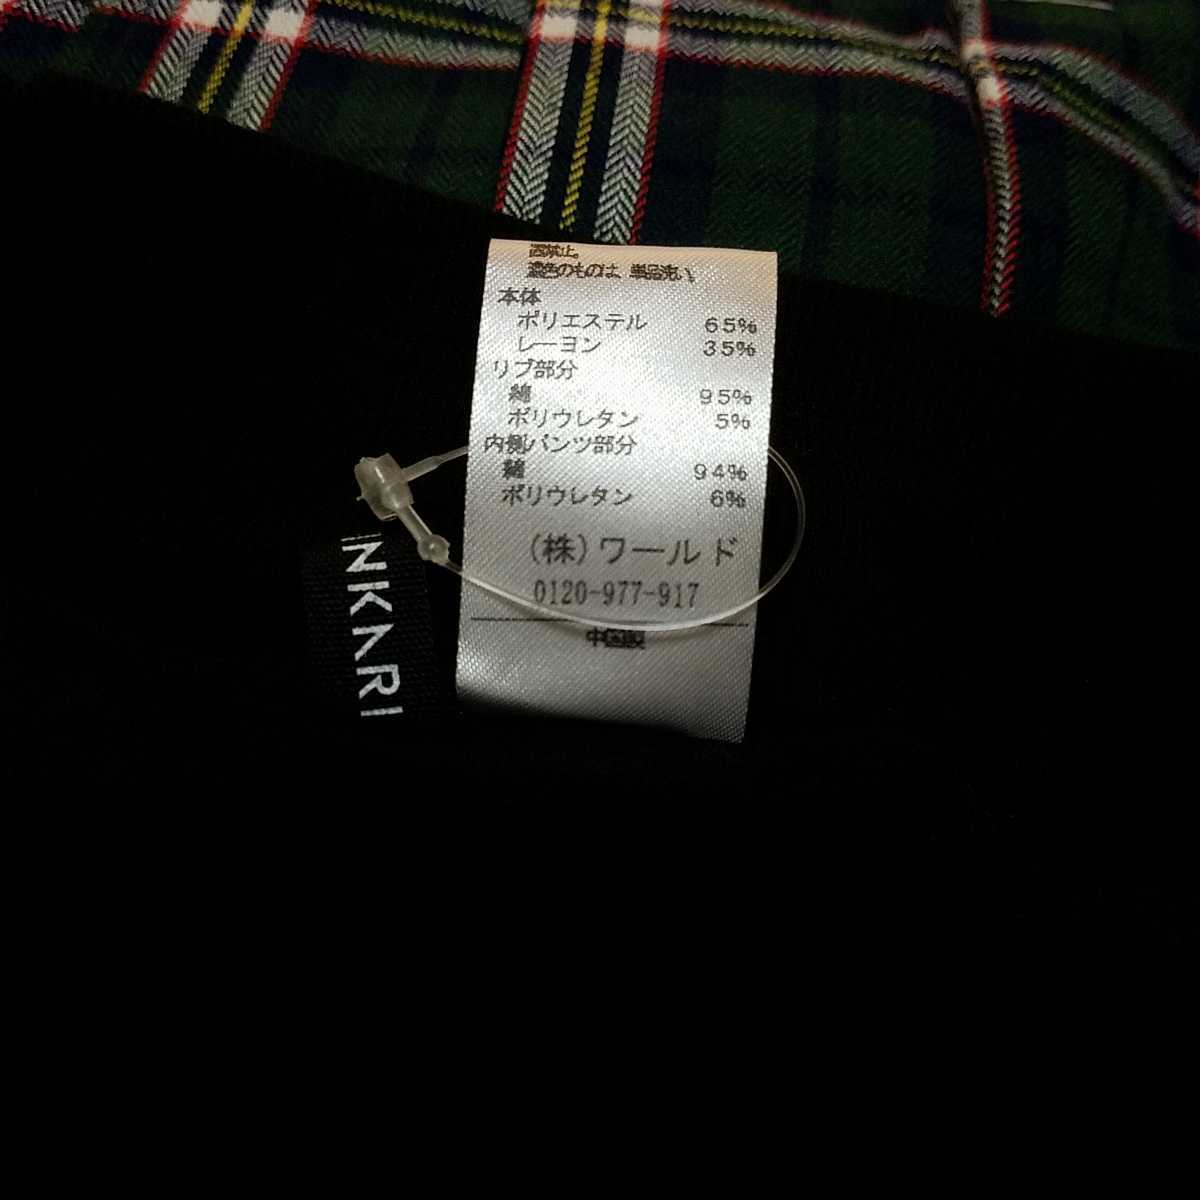 濃色のものは、単品洗い。
本体
ポリエステル 65%
レーヨン 35%
リブ部分
綿 95%
ポリウレタン 5%
内側パンツ部分
綿 94%
ポリウレタン 6%
(株)ワールド
0120-977-917
中国製
NKARI